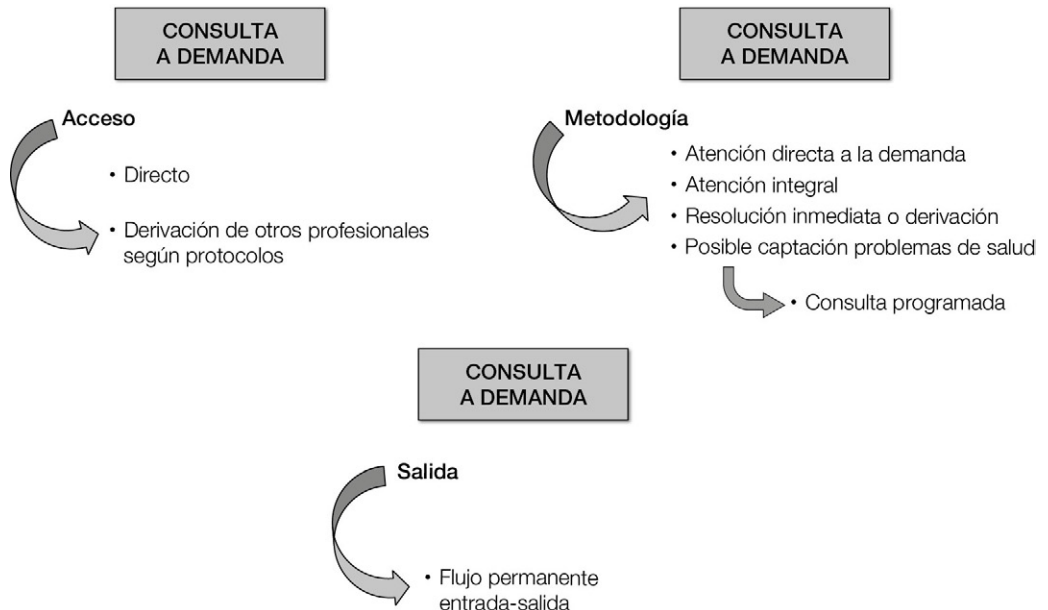 CONSULTA
A DEMANDA
Acceso
• Directo
• Derivación de otros profesionales
según protocolos
CONSULTA
A DEMANDA
Metodología
• Atención directa a la demanda
• Atención integral
• Resolución inmediata o derivación
• Posible captación problemas de salud
• Consulta programada
CONSULTA
A DEMANDA
Salida
• Flujo permanente
entrada-salida